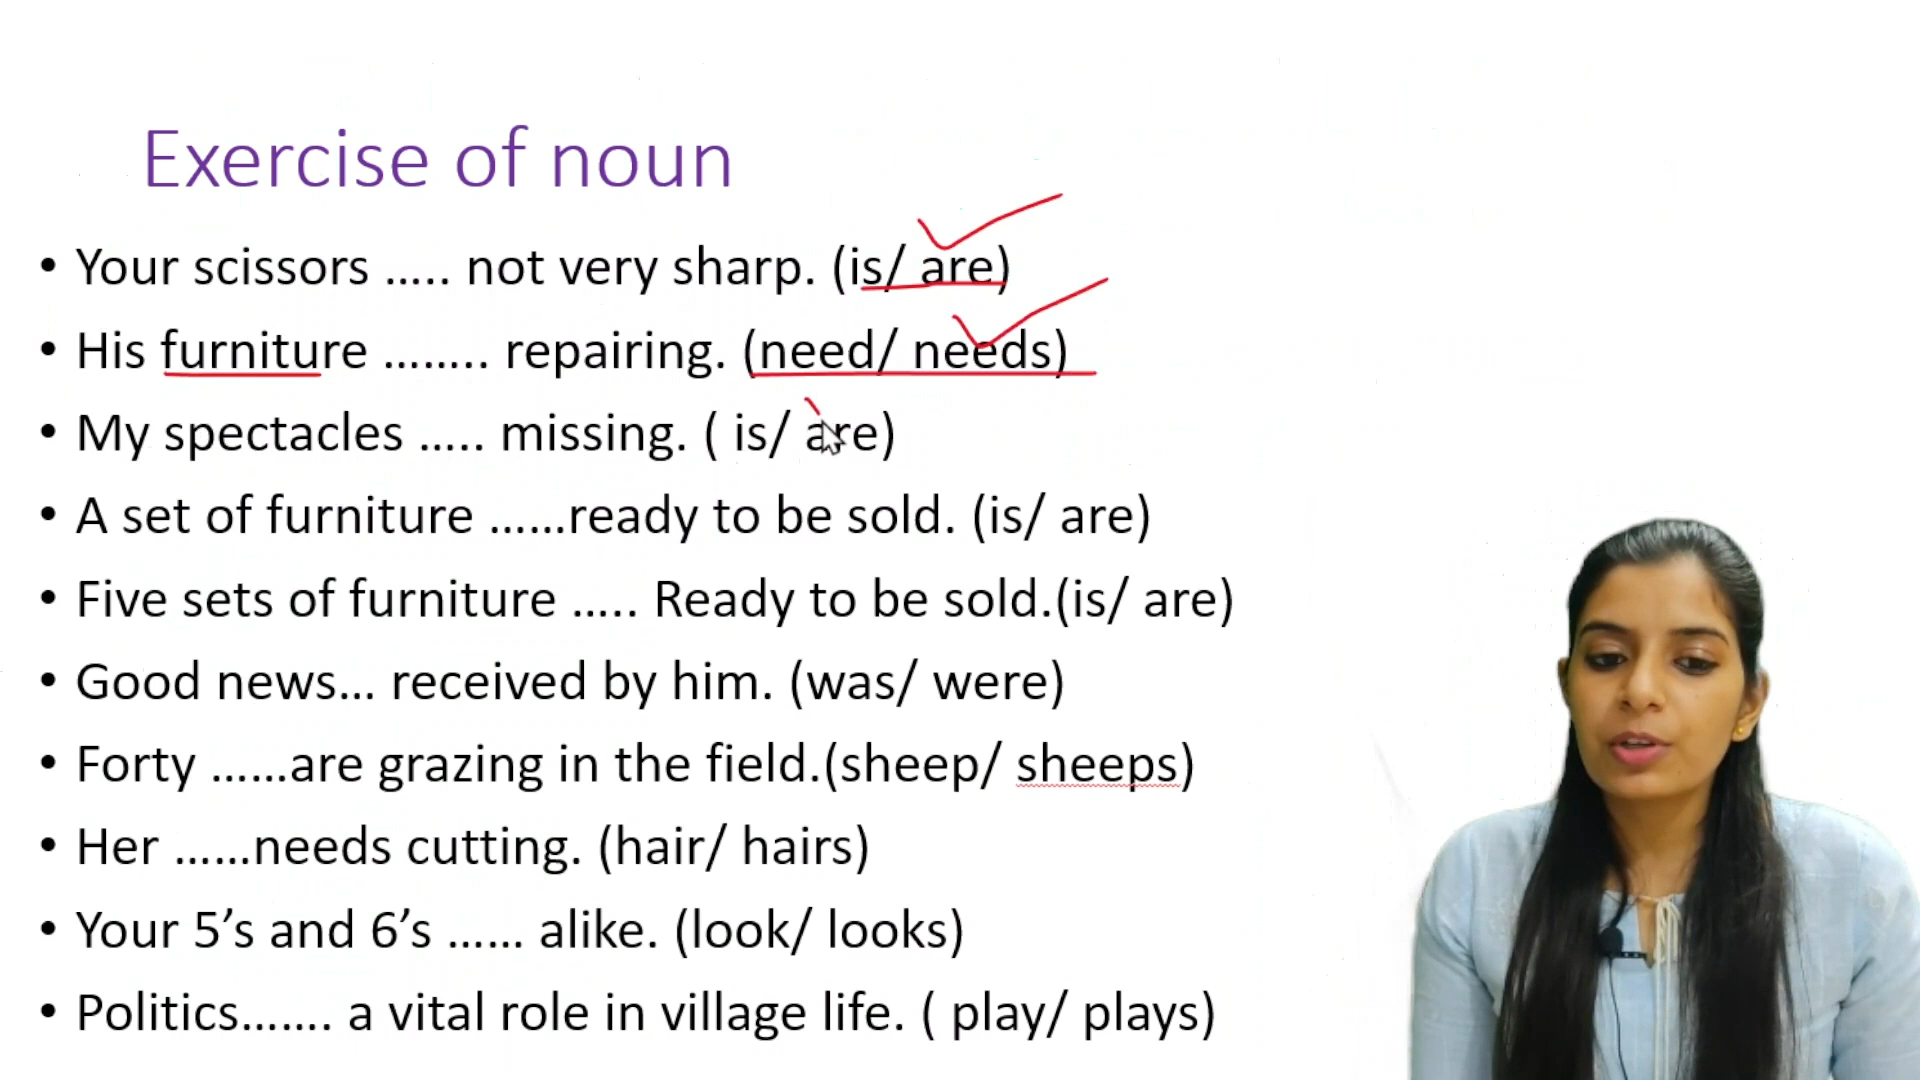 Exercise of noun
• Your scissors ..... not very sharp. (is/ are)
• His furniture ........ repairing. (need/ needs)
• My spectacles ..... missing. ( is/ are)
• A set of furniture ......ready to be sold. (is/ are)
• Five sets of furniture ..... Ready to be sold.(is/ are)
• Good news... received by him. (was/ were)
• Forty ......are grazing in the field.(sheep/ sheeps)
• Her ......needs cutting. (hair/ hairs)
• Your 5’s and 6’s ...... alike. (look/ looks)
• Politics....... a vital role in village life. ( play/ plays)